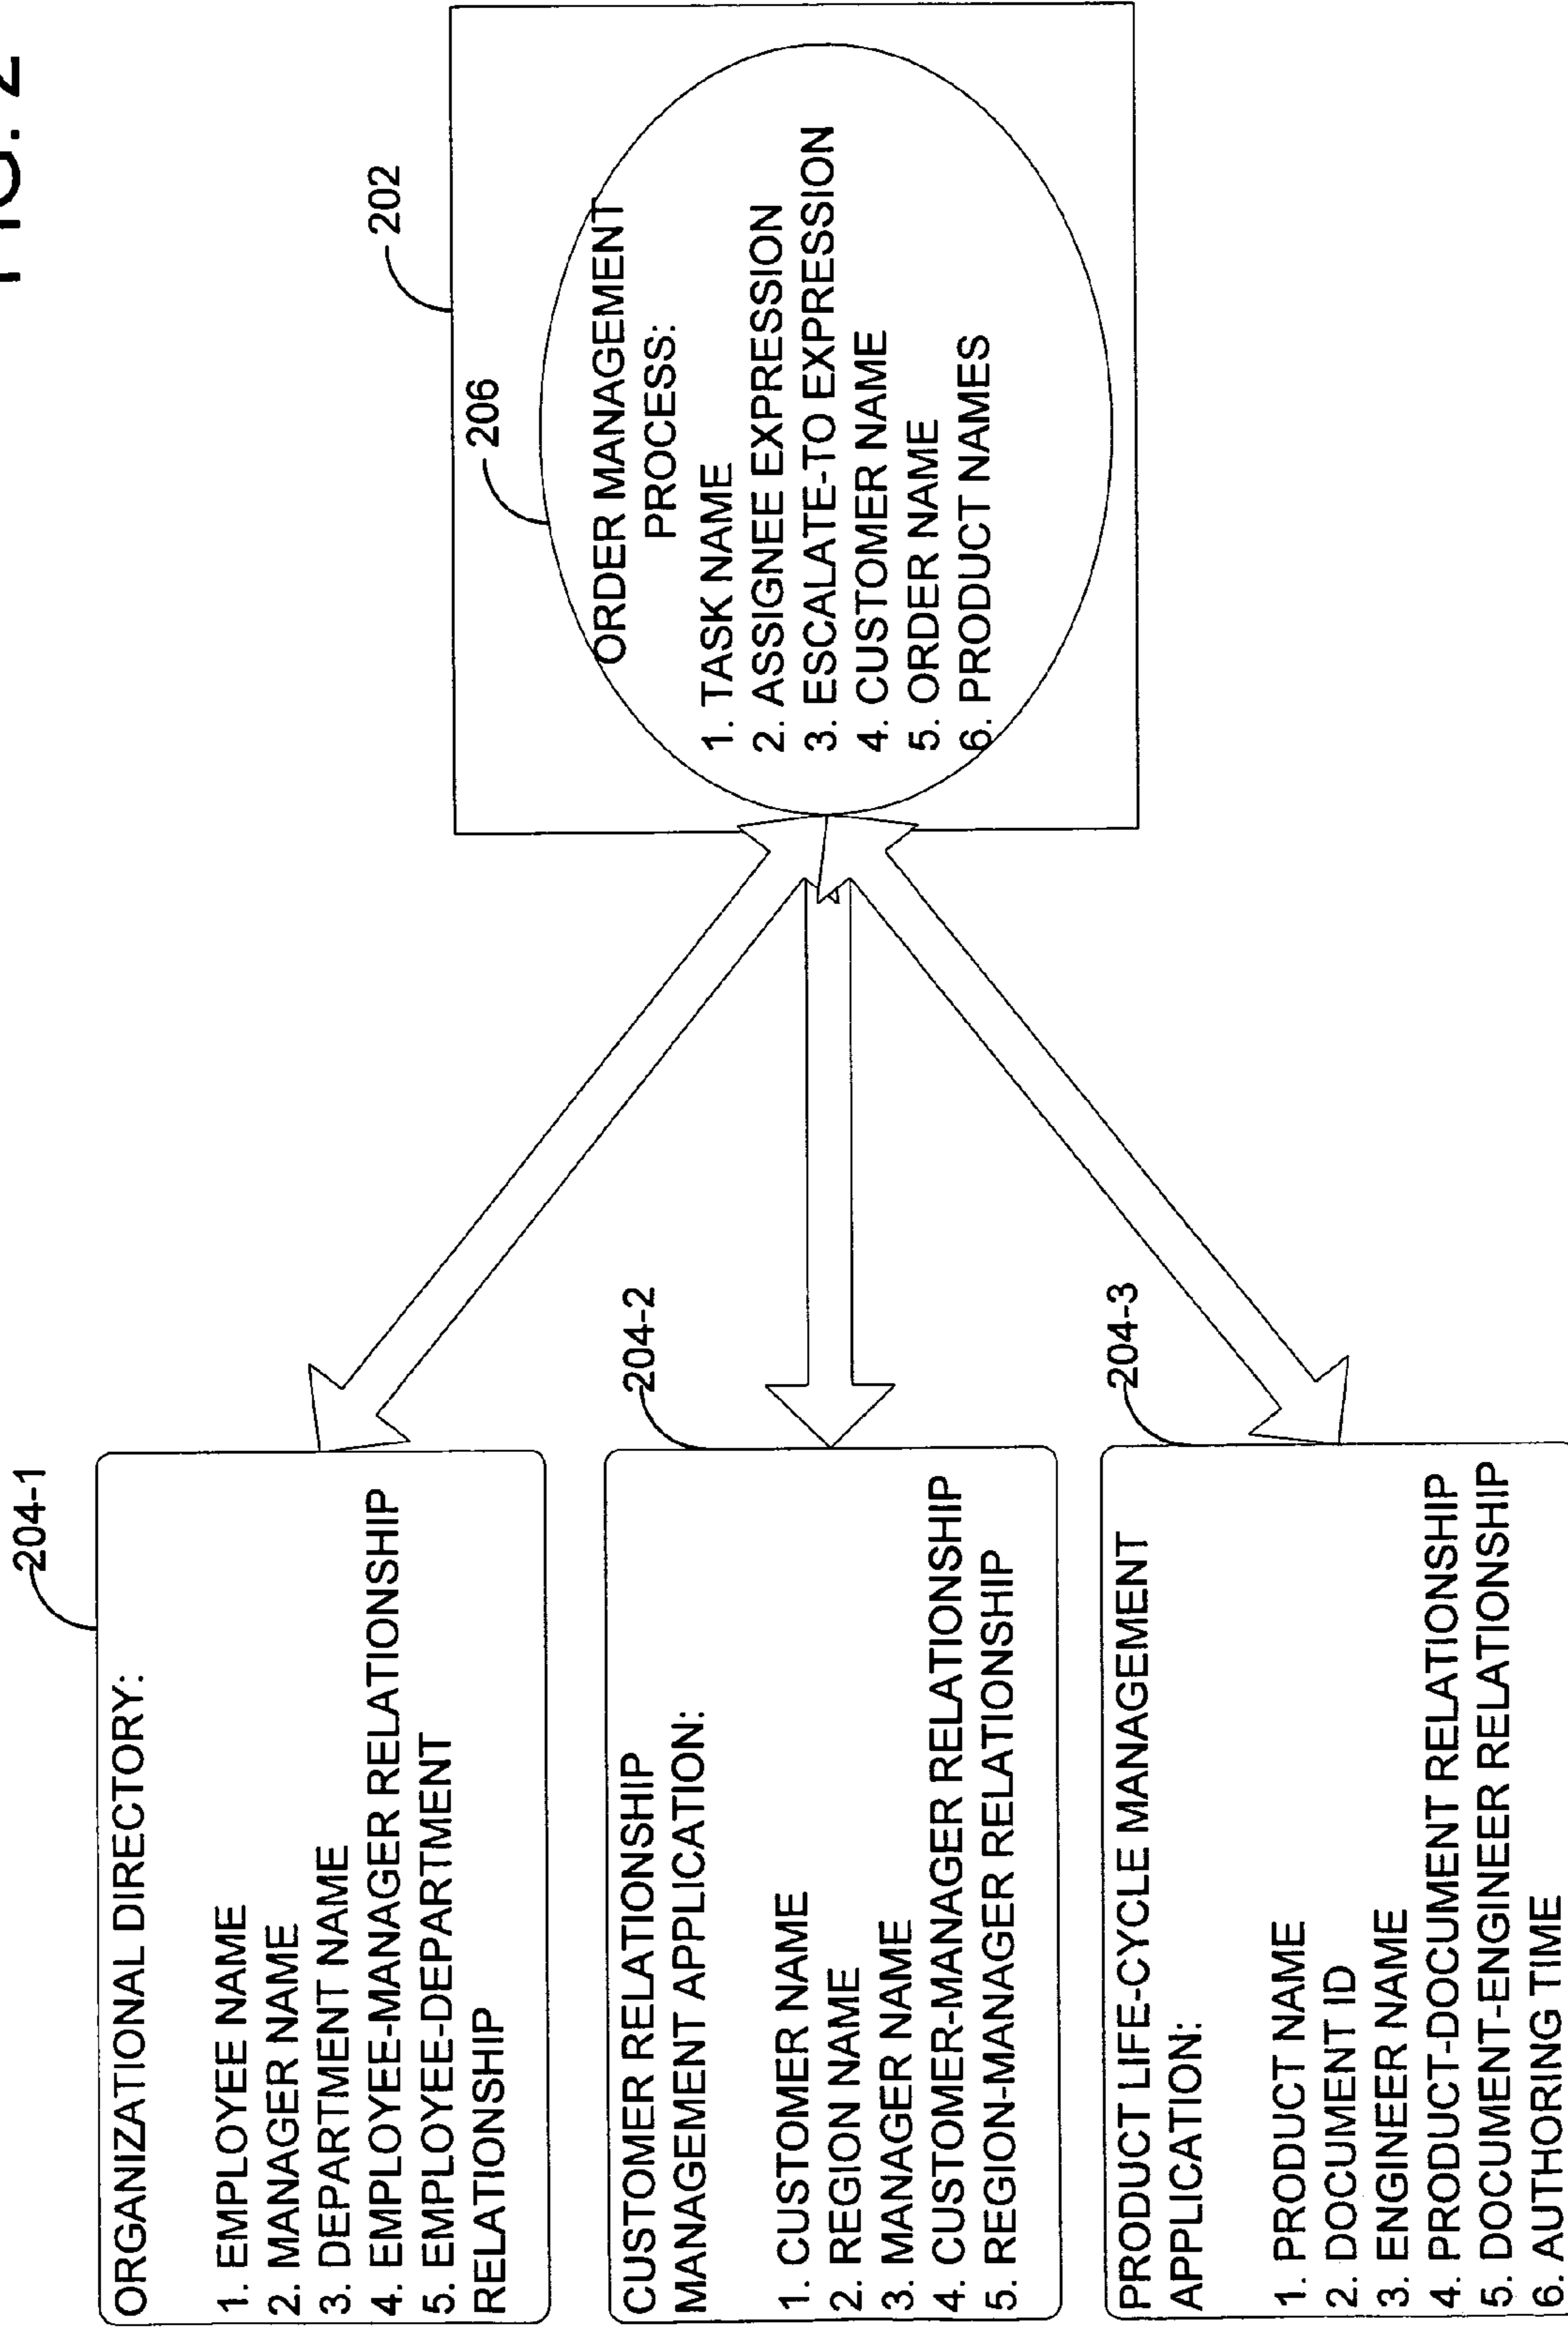 FIG. 2
204-1
ORGANIZATIONAL DIRECTORY:
1. EMPLOYEE NAME
2. MANAGER NAME
3. DEPARTMENT NAME
4. EMPLOYEE-MANAGER RELATIONSHIP
5. EMPLOYEE-DEPARTMENT
RELATIONSHIP
204-2
CUSTOMER RELATIONSHIP
MANAGEMENT APPLICATION:
1. CUSTOMER NAME
2. REGION NAME
3. MANAGER NAME
4. CUSTOMER-MANAGER RELATIONSHIP
5. REGION-MANAGER RELATIONSHIP
204-3
PRODUCT LIFE-CYCLE MANAGEMENT
APPLICATION:
1. PRODUCT NAME
2. DOCUMENT ID
3. ENGINEER NAME
4. PRODUCT-DOCUMENT RELATIONSHIP
5. DOCUMENT-ENGINEER RELATIONSHIP
6. AUTHORING TIME
202
206
ORDER MANAGEMENT
PROCESS:
1. TASK NAME
2. ASSIGNEE EXPRESSION
3. ESCALATE-TO EXPRESSION
4. CUSTOMER NAME
5. ORDER NAME
6. PRODUCT NAMES